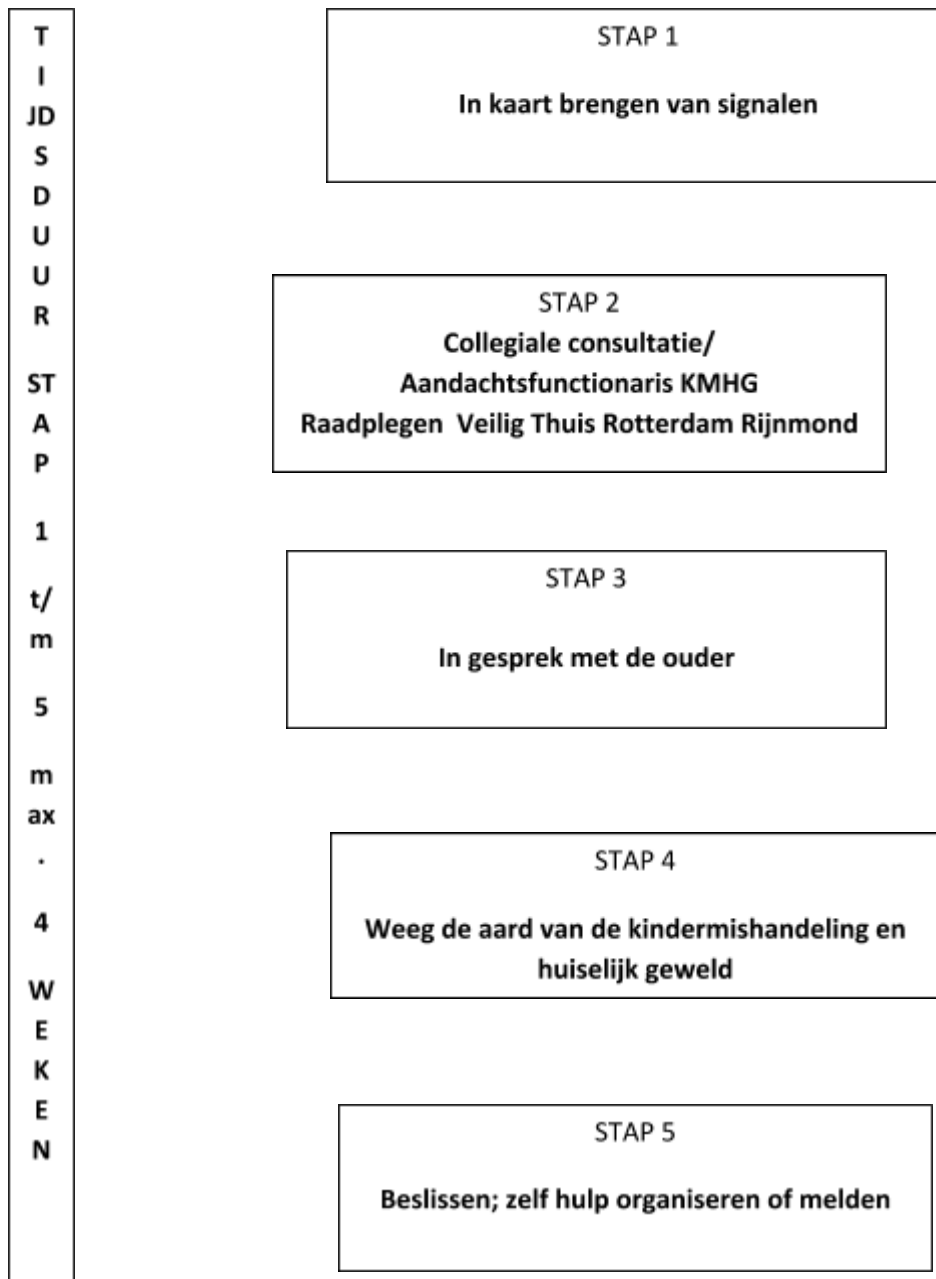 T
I
JD
S
D
U
U
R
ST
A
P
1
t/
m
5
m
ax
.
4
W
E
K
E
N
STAP 1
In kaart brengen van signalen
STAP 2
Collegiale consultatie/
Aandachtsfunctionaris KMHG
Raadplegen Veilig Thuis Rotterdam Rijnmond
STAP 3
In gesprek met de ouder
STAP 4
Weeg de aard van de kindermishandeling en
huiselijk geweld
STAP 5
Beslissen; zelf hulp organiseren of melden